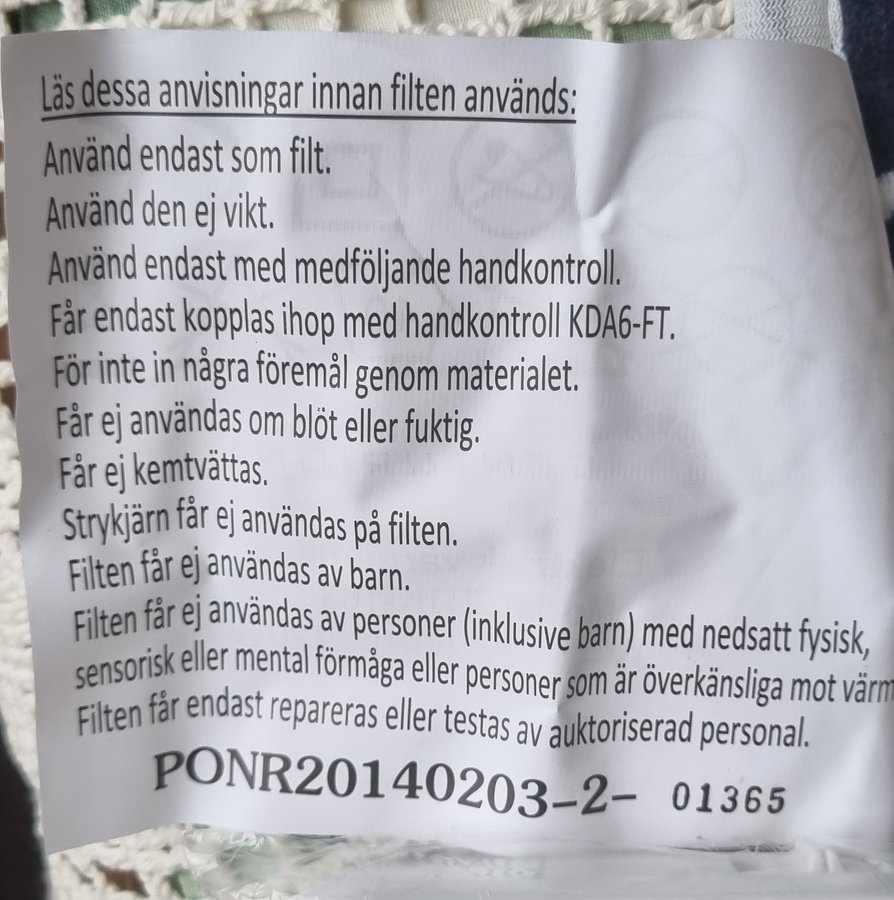 Läs dessa anvisningar innan filten används:
Använd endast som filt.
Använd den ej vikt.
Använd endast med medföljande handkontroll.
Får endast kopplas ihop med handkontroll KDA6-FT.
För inte in några föremål genom materialet.
Får ej användas om blöt eller fuktig.
Får ej kemtvättas.
Strykjärn får ej användas på filten.
Filten får ej användas av barn.
Filten får ej användas av personer (inklusive barn) med nedsatt fysisk,
sensorisk eller mental förmåga eller personer som är överkänsliga mot värm
Filten får endast repareras eller testas av auktoriserad personal.
PONR20140203-2- 01365